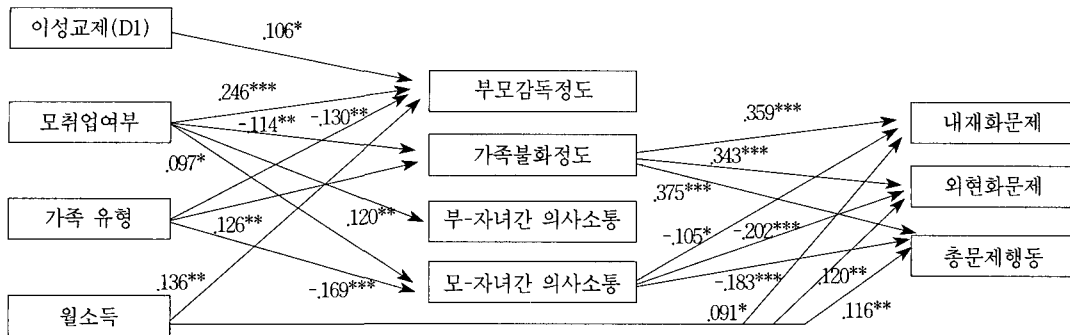 이성교제(D1)
.106*
모취업여부
.246***
-.114**
-.130**
.097*
부모감독정도
가족불화정도
.359***
.343***
.375***
내재화문제
외현화문제
가족 유형
.126**
.120**
부-자녀간 의사소통
-.105*
-.202***
총문제행동
.136**
-.169***
모-자녀간 의사소통
-.183***
.120**
월소득
.091*
.116**